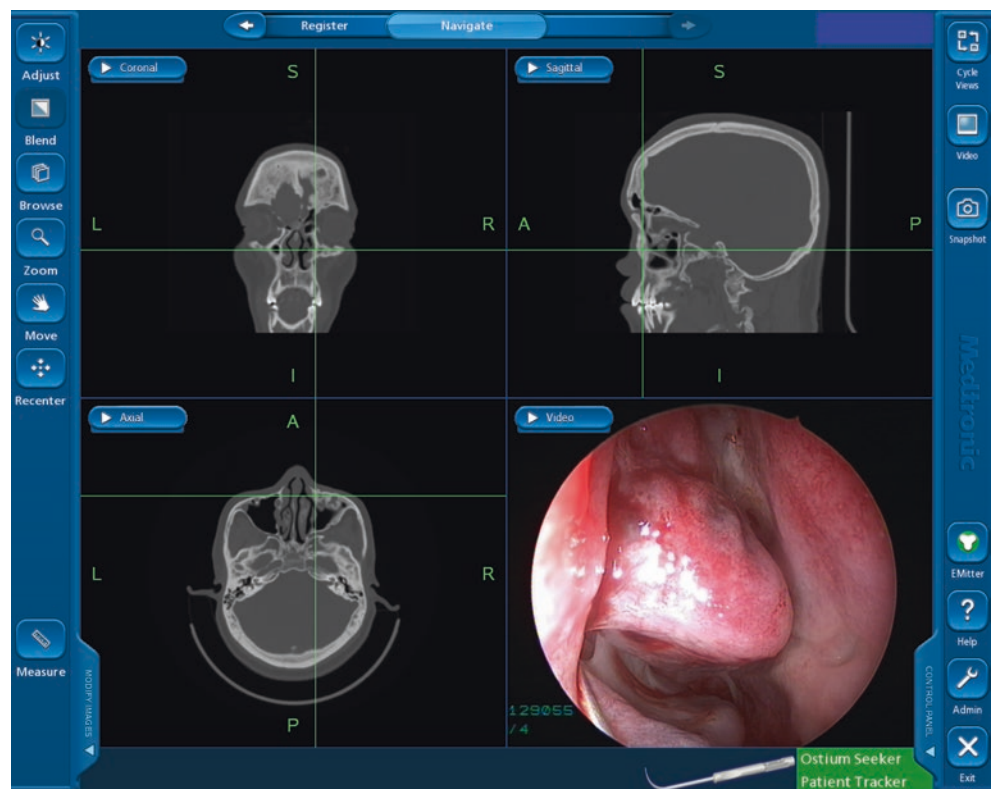 Register
Navigate
Adjust
Blend
Browse
Zoom
Move
Recenter
Measure
MODIFY IMAGES
Coronal
S
L
R
I
Sagittal
S
A
P
I
Axial
A
L
R
P
Video
129055
/4
Cycle
Views
Video
Snapshot
Medtronic
EMitter
Help
Admin
Exit
CONTROL PANEL
Ostium Seeker
Patient Tracker